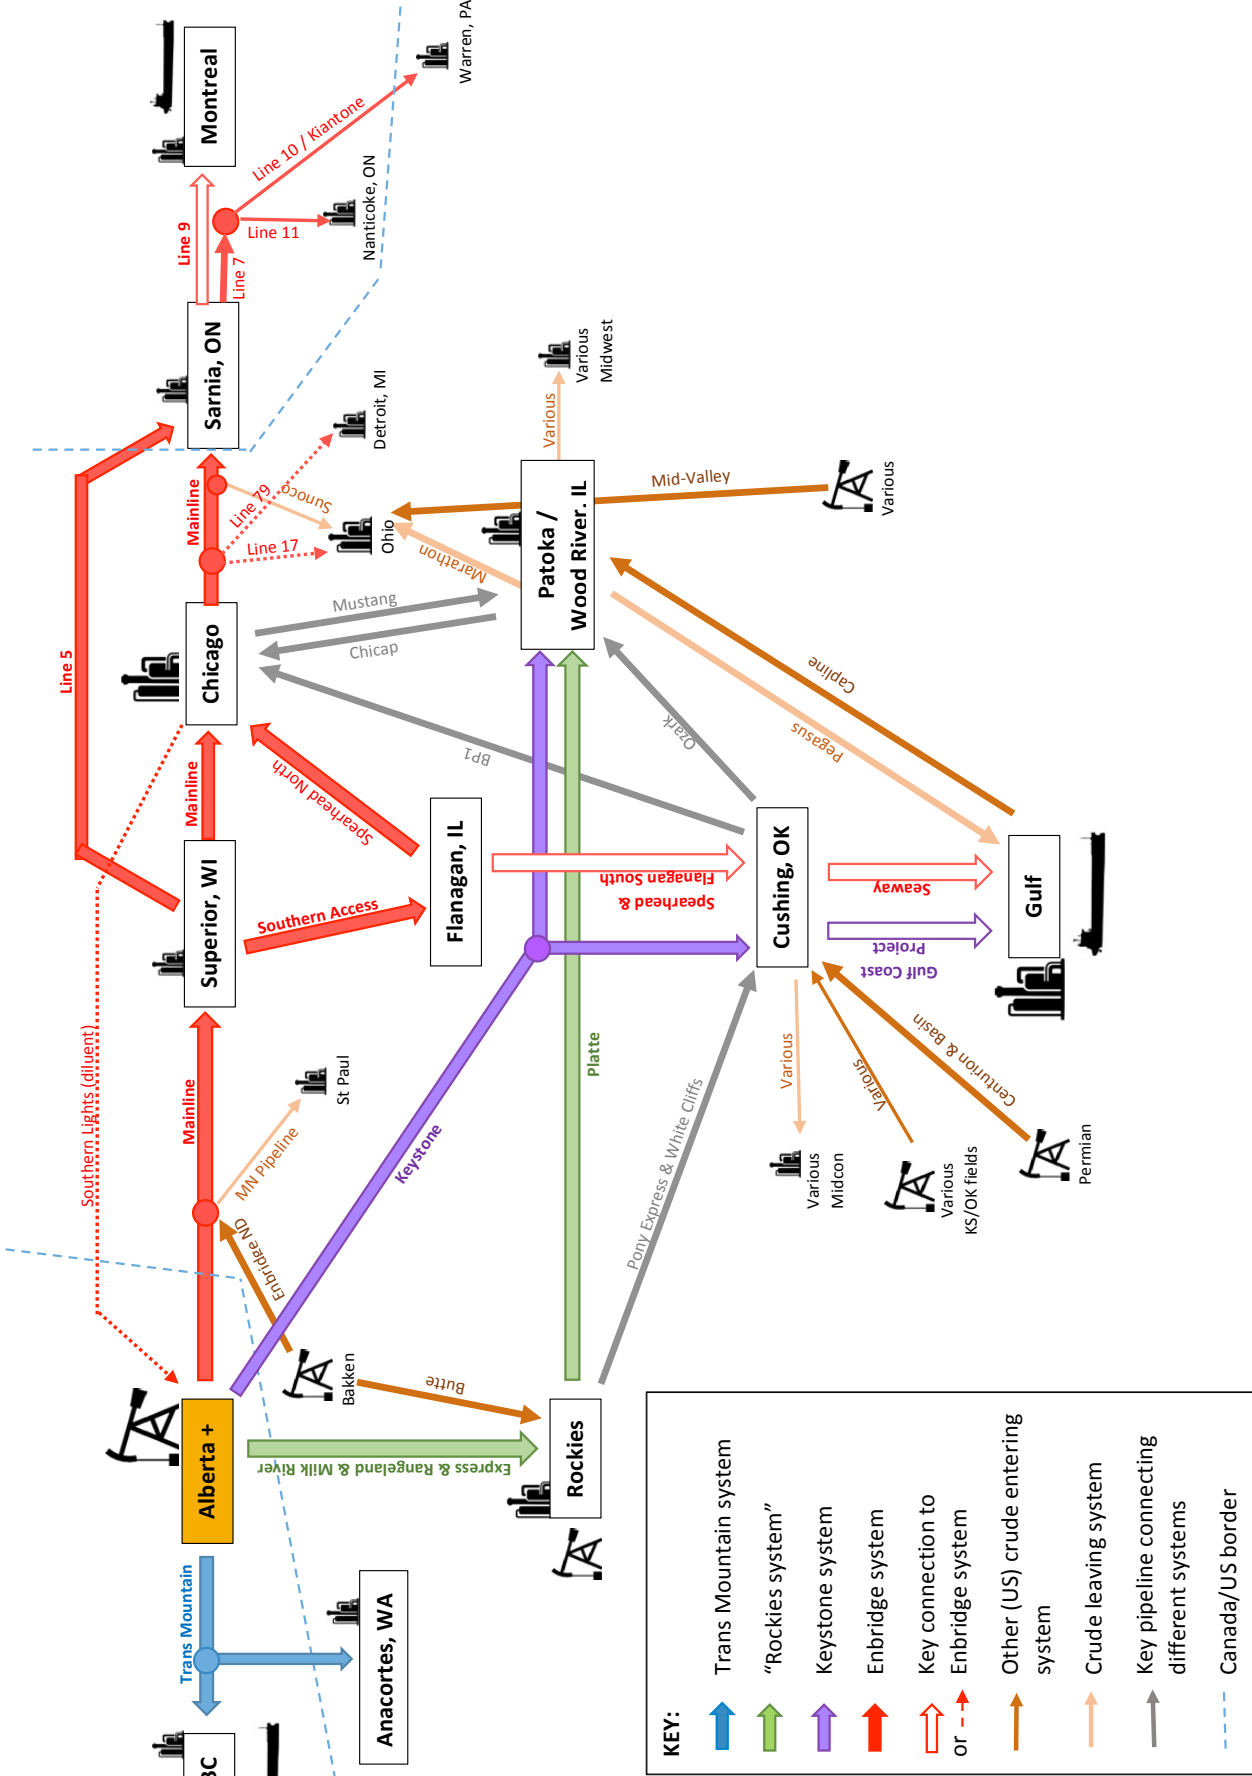 BC
Trans Mountain
Anacortes, WA
Alberta +
Express & Rangeland & Milk River
Rockies
Bakken
Butte
Enbridge ND
Southern Lights (diluent)
Mainline
MN Pipeline
St Paul
Keystone
Platte
Pony Express & White Cliffs
Superior, WI
Southern Access
Line 5
Mainline
Flanagan, IL
Spearhead North
Spearhead &
Flanagan South
Chicago
BP1
Chicap
Mustang
Mainline
Line 17
Line 79
Sunoco
Ohio
Detroit, MI
Marathon
Mid-Valley
Various
Patoka /
Wood River. IL
Various
Various
Midwest
Ozark
Capline
Pegasus
Cushing, OK
Various
Various
Midcon
Various
Various
KS/OK fields
Centurion & Basin
Permian
Gulf Coast
Project
Seaway
Gulf
Sarnia, ON
Line 9
Line 7
Line 11
Nanticoke, ON
Line 10 / Kiantone
Warren, PA
Montreal
KEY:
Trans Mountain system
“Rockies system”
Keystone system
Enbridge system
Key connection to
or
Enbridge system
Other (US) crude entering
system
Crude leaving system
Key pipeline connecting
different systems
Canada/US border